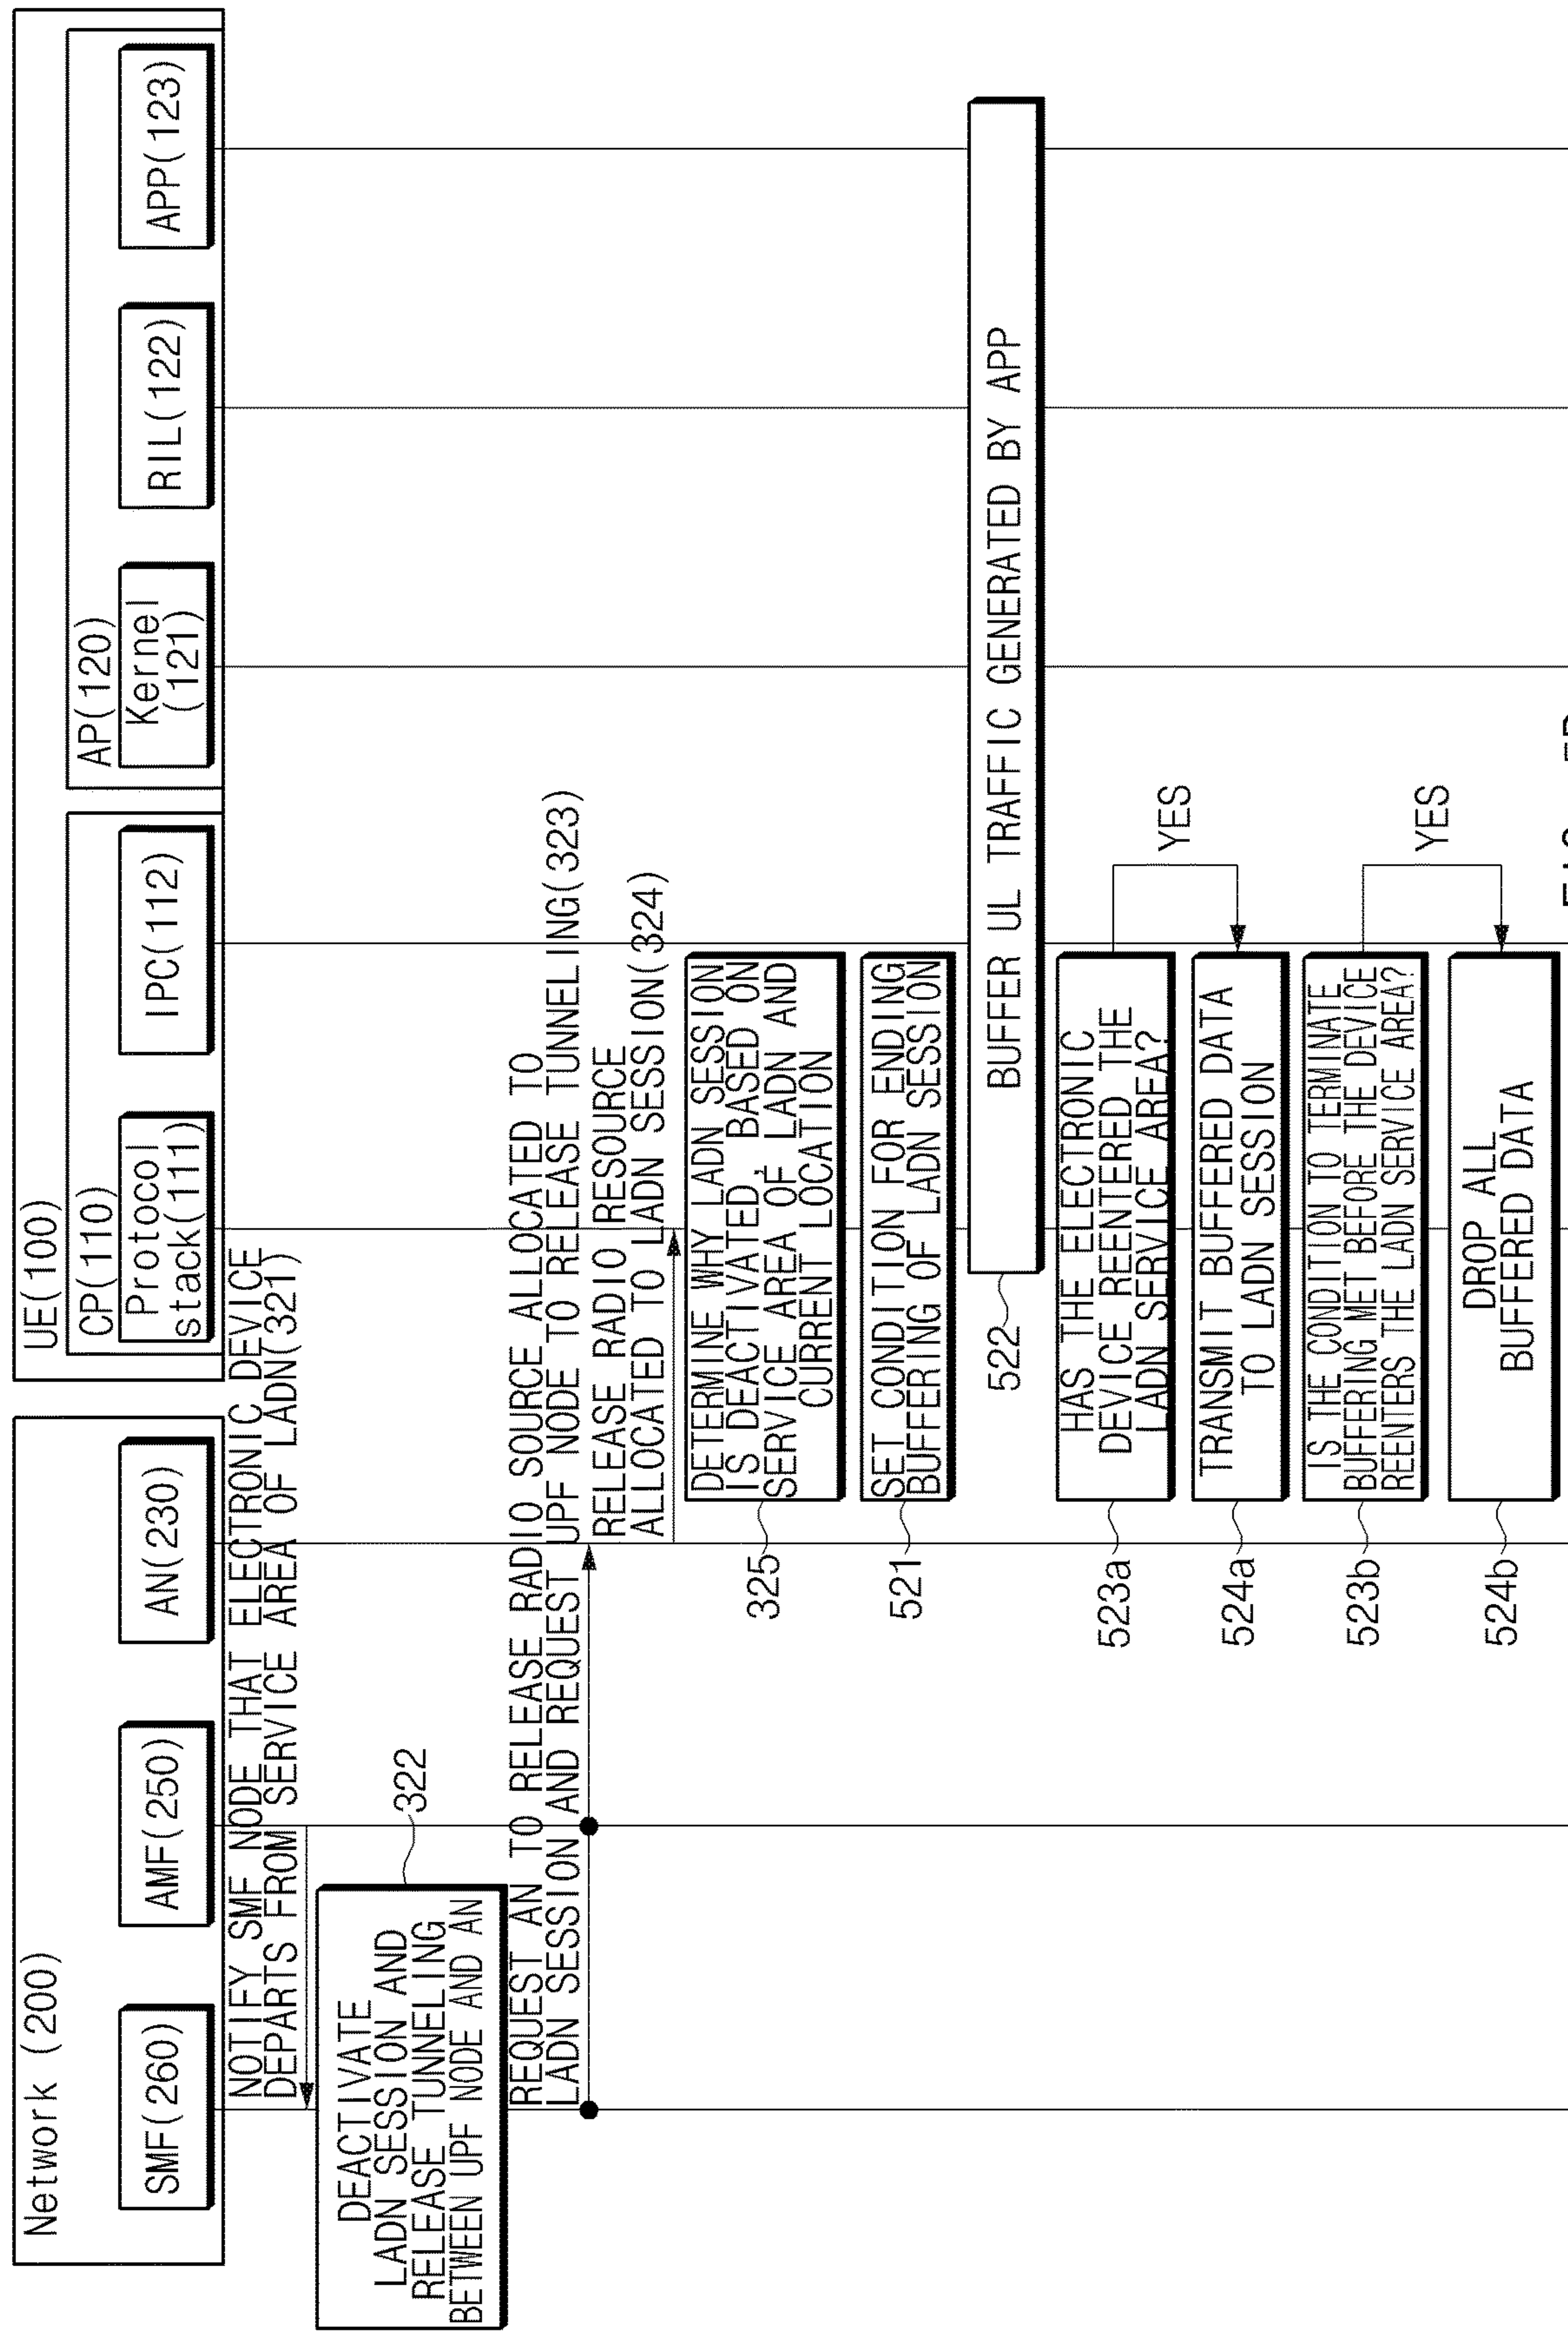 Network (200)
SMF(260)
AMF(250)
AN(230)
UE(100)
CP(110)
Protocol
stack(111)
IPC(112)
AP(120)
Kernel
(121)
RIL(122)
APP(123)
NOTIFY SMF NODE THAT ELECTRONIC DEVICE
DEPARTS FROM SERVICE AREA OF LADN(321)
DEACTIVATE
LADN SESSION AND
RELEASE TUNNELING
BETWEEN UPF NODE AND AN
322
REQUEST AN TO RELEASE RADIO SOURCE ALLOCATED TO
LADN SESSION AND REQUEST UPF NODE TO RELEASE TUNNELING(323)
RELEASE RADIO RESOURCE
ALLOCATED TO LADN SESSION(324)
325
DETERMINE WHY LADN SESSION
IS DEACTIVATED, BASED ON
SERVICE AREA OF LADN AND
CURRENT LOCATION
521
SET CONDITION FOR ENDING
BUFFERING OF LADN SESSION
522
BUFFER UL TRAFFIC GENERATED BY APP
523a
HAS THE ELECTRONIC
DEVICE REENTERED THE
LADN SERVICE AREA?
YES
524a
TRANSMIT BUFFERED DATA
TO LADN SESSION
523b
IS THE CONDITION TO TERMINATE
BUFFERING MET BEFORE THE DEVICE
REENTERS THE LADN SERVICE AREA?
YES
524b
DROP ALL
BUFFERED DATA